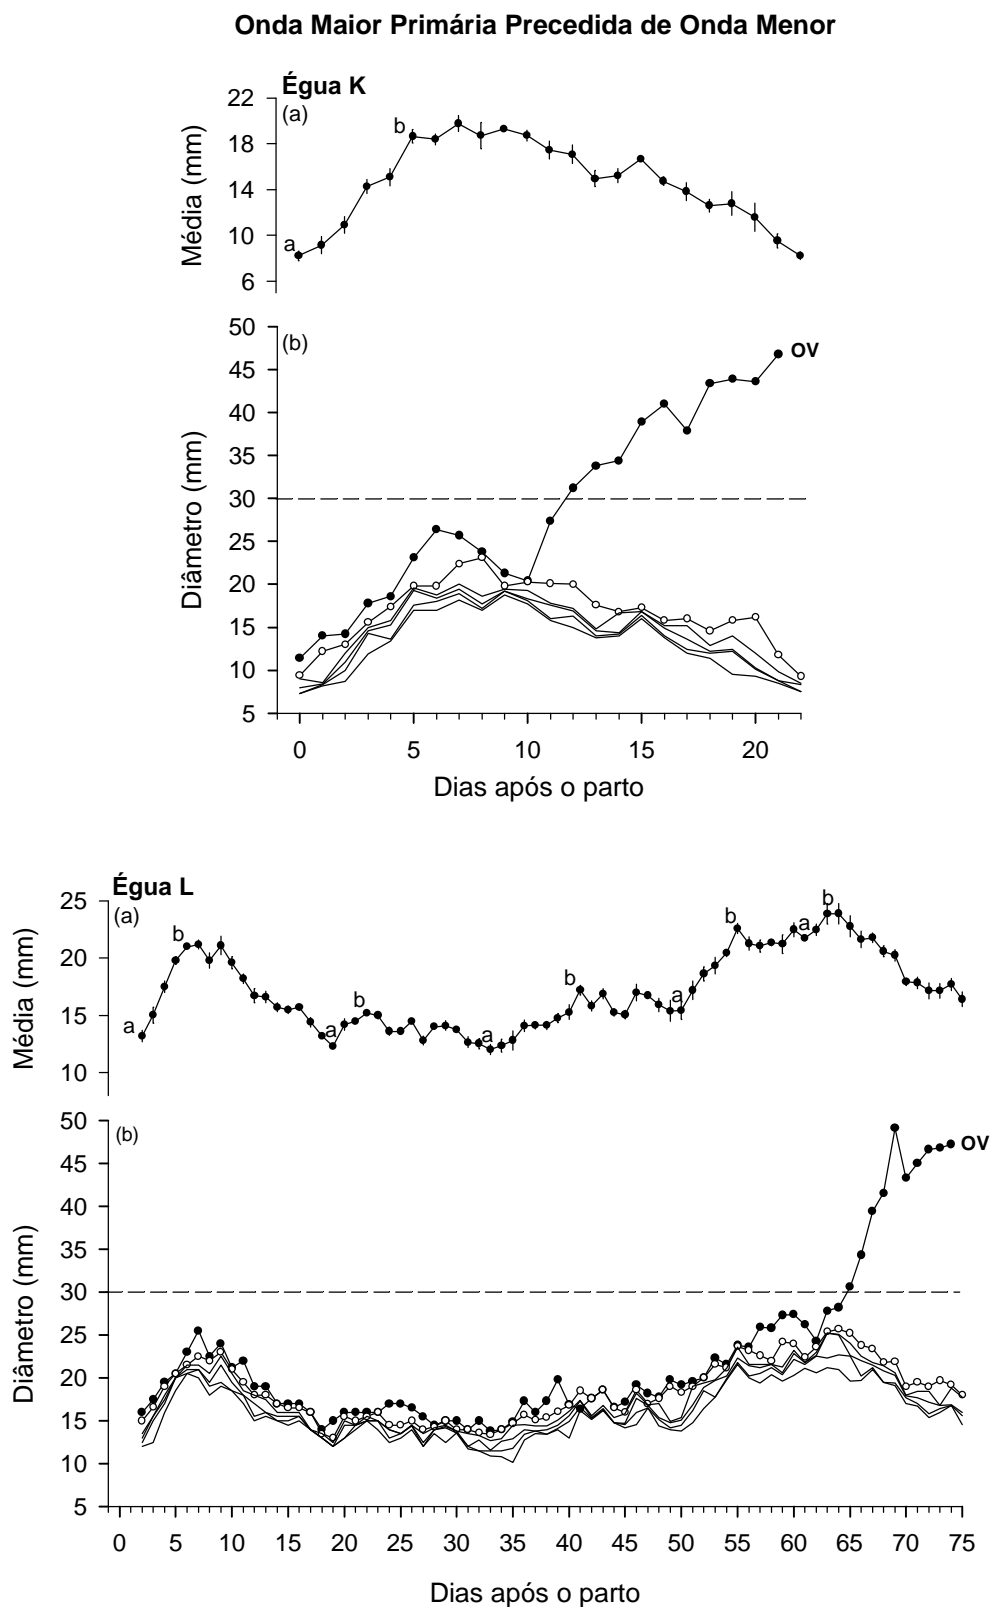 Onda Maior Primária Precedida de Onda Menor
Égua K
(a)
Média (mm)
22
18
14
10
6
a
b
(b)
Diâmetro (mm)
50
45
40
35
30
25
20
15
10
5
OV
0 5 10 15 20
Dias após o parto
Égua L
(a)
Média (mm)
25
20
15
10
a b a b a b a b a b
(b)
Diâmetro (mm)
50
45
40
35
30
25
20
15
10
5
OV
0 5 10 15 20 25 30 35 40 45 50 55 60 65 70 75
Dias após o parto